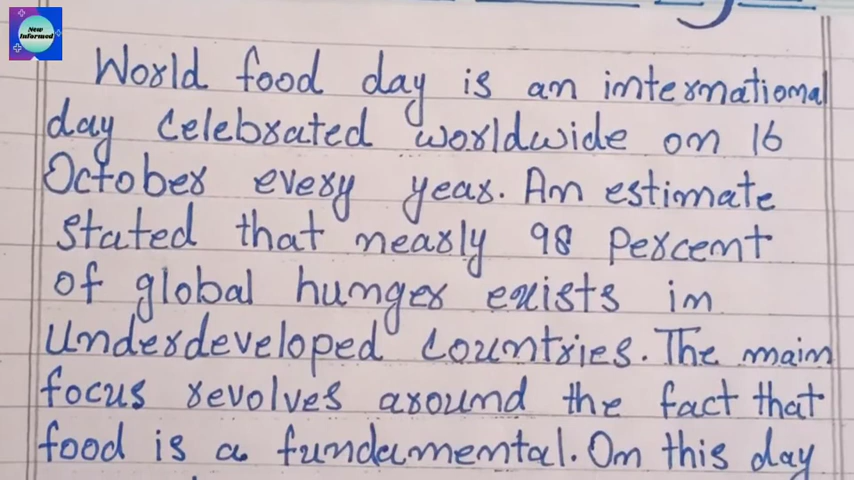 New
Informed
World food day is an international
day celebrated worldwide on 16
October every year. An estimate
stated that nearly 98 percent
of global hunger exists in
underdeveloped countries. The main
focus revolves around the fact that
food is a fundamental. On this day